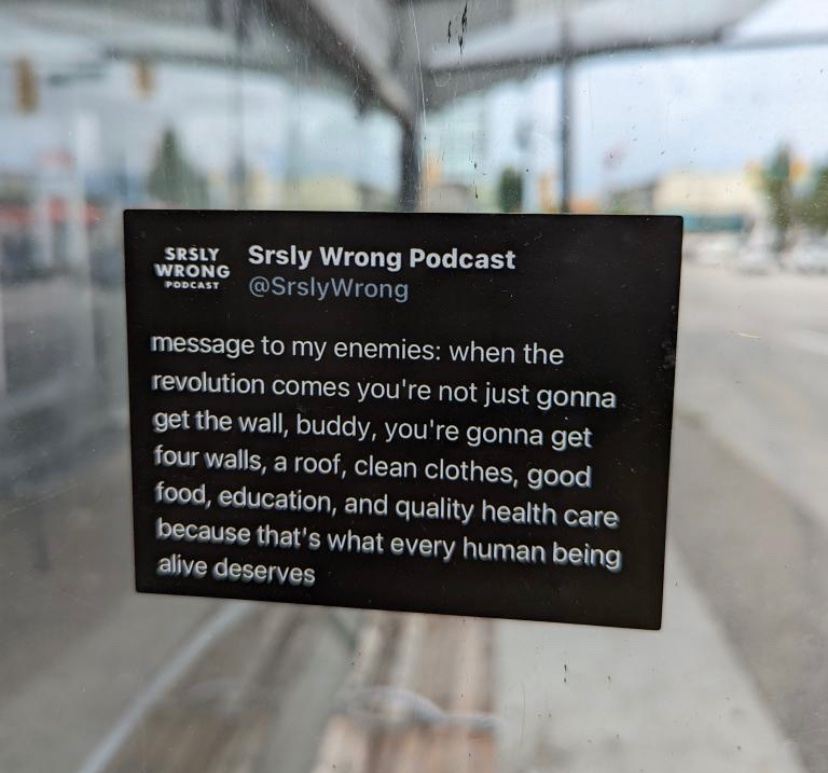 SRSLY
WRONG
PODCAST
Srsly Wrong Podcast
@SrslyWrong
message to my enemies: when the
revolution comes you're not just gonna
get the wall, buddy, you're gonna get
four walls, a roof, clean clothes, good
food, education, and quality health care
because that's what every human being
alive deserves